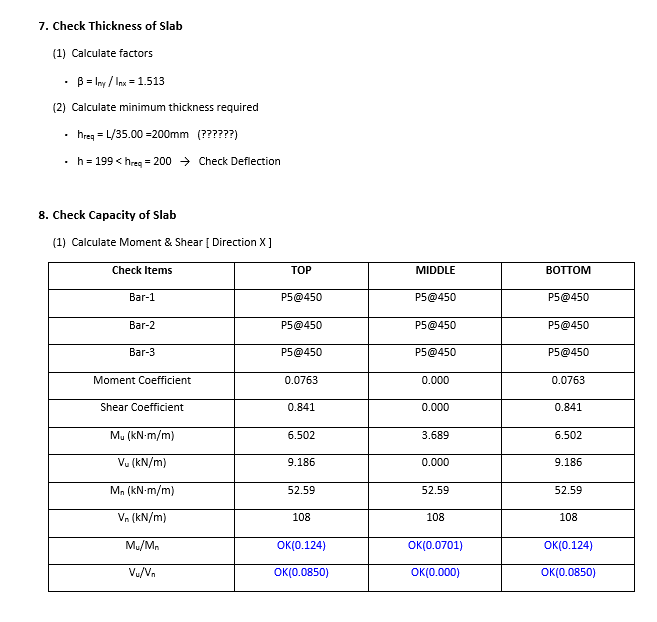 7. Check Thickness of Slab
(1) Calculate factors
· β = lny / lnx = 1.513
(2) Calculate minimum thickness required
· hreq = L/35.00 =200mm (??????)
· h = 199 < hreq = 200 → Check Deflection
8. Check Capacity of Slab
(1) Calculate Moment & Shear [ Direction X ]
Check Items TOP MIDDLE BOTTOM
Bar-1 P5@450 P5@450 P5@450
Bar-2 P5@450 P5@450 P5@450
Bar-3 P5@450 P5@450 P5@450
Moment Coefficient 0.0763 0.000 0.0763
Shear Coefficient 0.841 0.000 0.841
Mu (kN·m/m) 6.502 3.689 6.502
Vu (kN/m) 9.186 0.000 9.186
Mn (kN·m/m) 52.59 52.59 52.59
Vn (kN/m) 108 108 108
Mu/Mn OK(0.124) OK(0.0701) OK(0.124)
Vu/Vn OK(0.0850) OK(0.000) OK(0.0850)